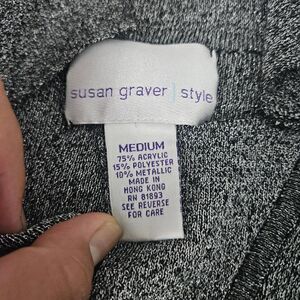 susan graver | style
MEDIUM
75% ACRYLIC
15% POLYESTER
10% METALLIC
MADE IN
HONG KONG
RN 81893
SEE REVERSE
FOR CARE